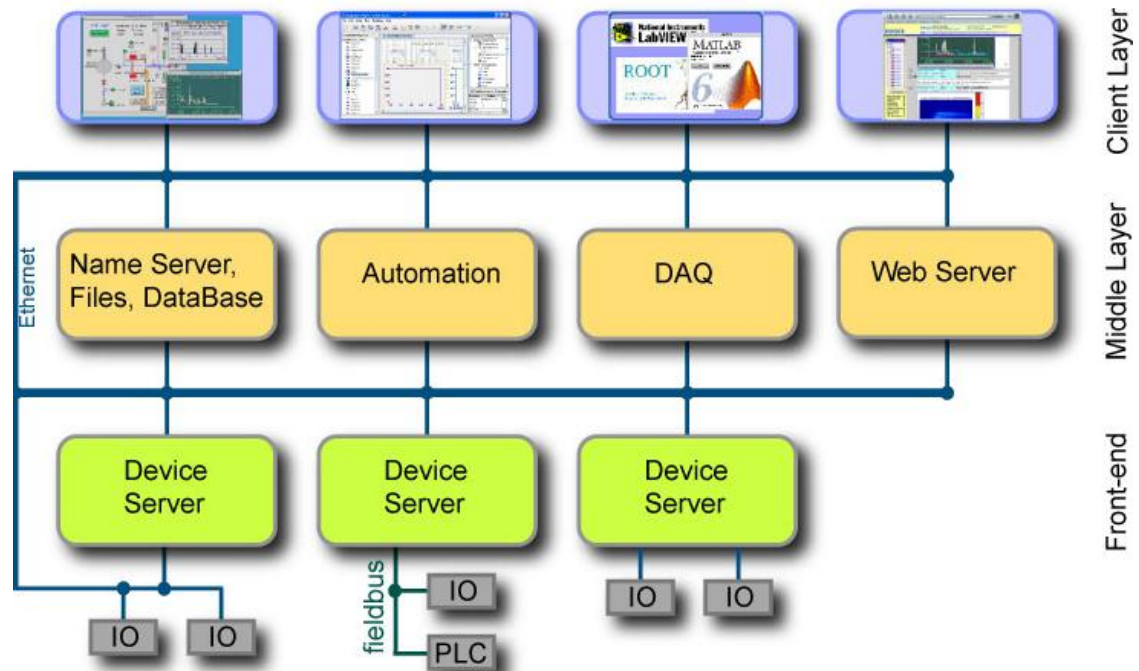 National Instruments
LabVIEW
MATLAB
ROOT
6
Client Layer
Ethernet
Name Server,
Files, DataBase
Automation
DAQ
Web Server
Middle Layer
Device
Server
Device
Server
Device
Server
Front-end
IO
IO
fieldbus
IO
PLC
IO
IO